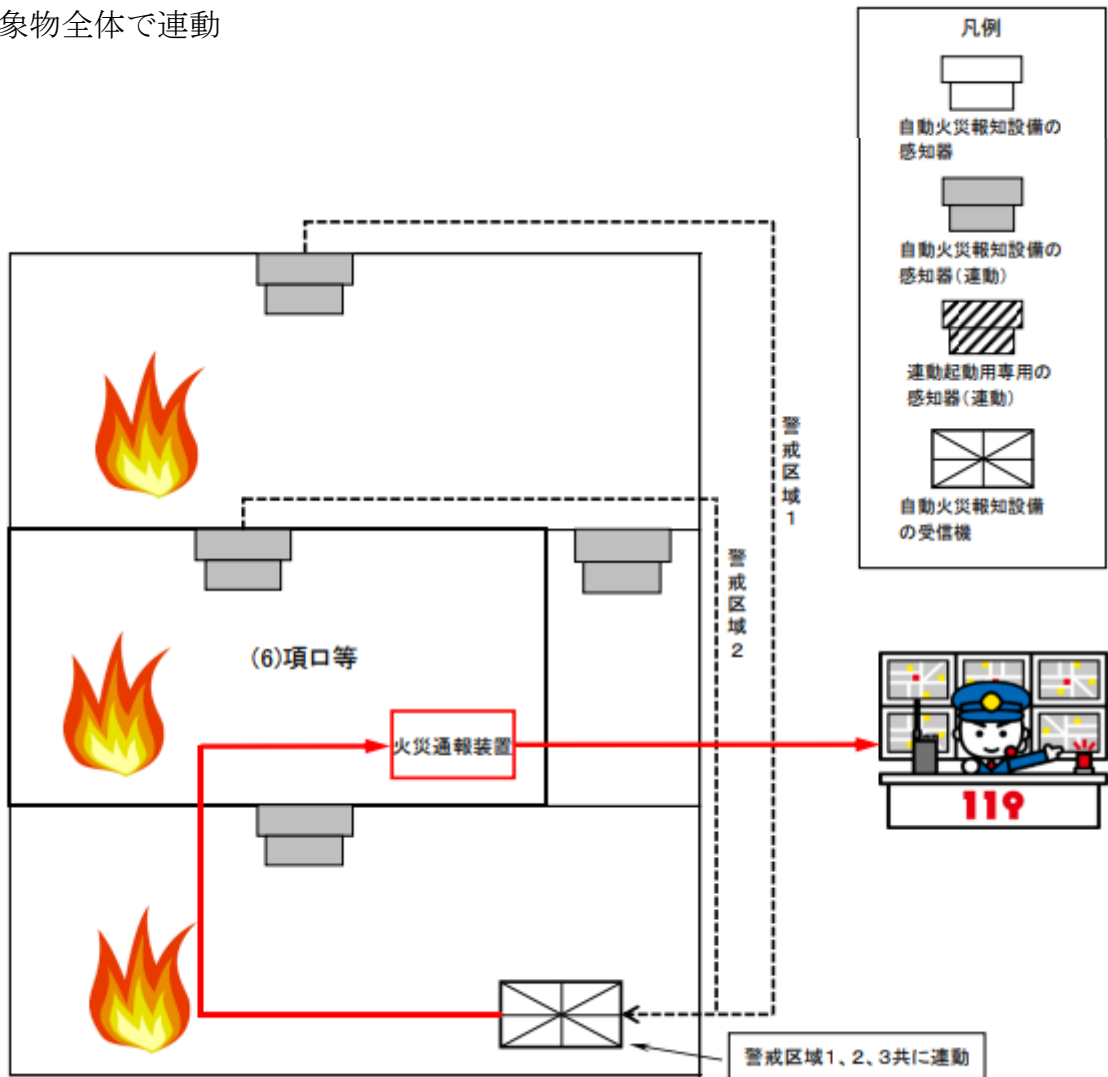 象物全体で連動
凡例
自動火災報知設備の
感知器
自動火災報知設備の
感知器(連動)
連動起動用専用の
感知器(連動)
自動火災報知設備
の受信機
警戒区域1
警戒区域2
(6)項ロ等
火災通報装置
119
警戒区域1、2、3共に連動